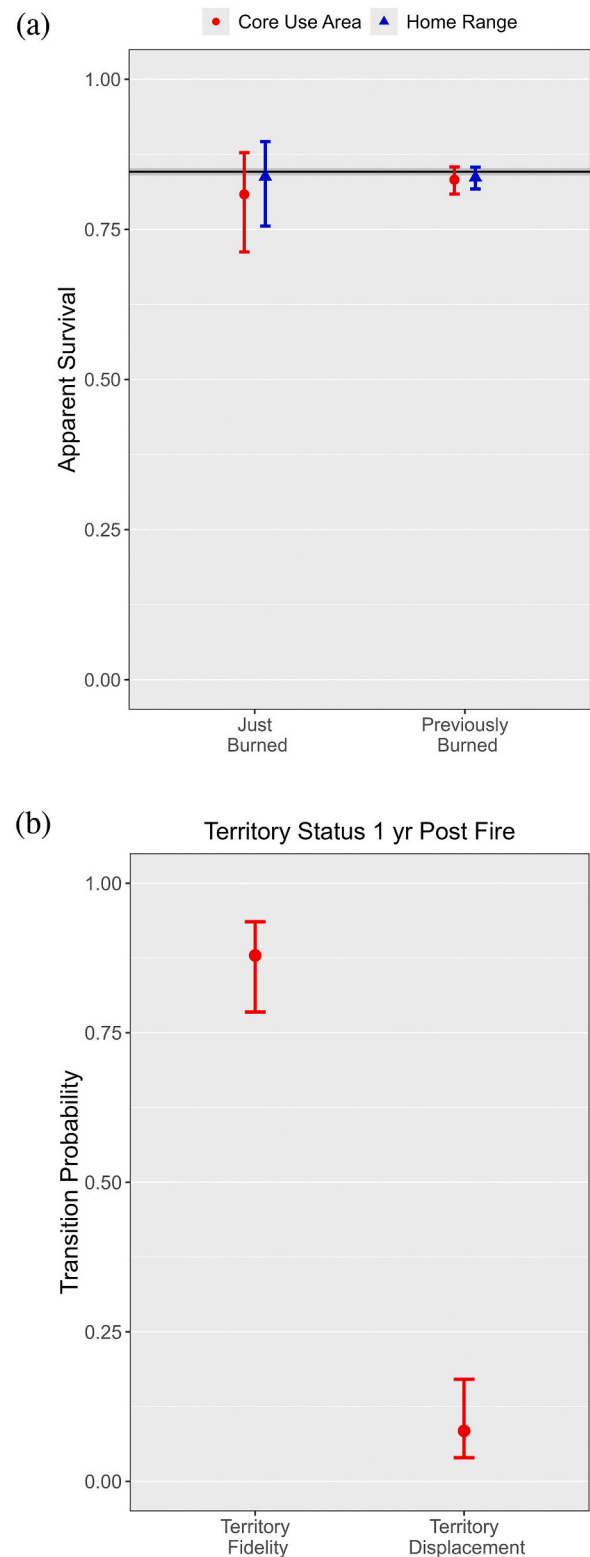 (a)
Core Use Area Home Range
1.00
0.75
0.50
0.25
0.00
Apparent Survival
Just
Burned
Previously
Burned
(b)
Territory Status 1 yr Post Fire
1.00
0.75
0.50
0.25
0.00
Transition Probability
Territory
Fidelity
Territory
Displacement